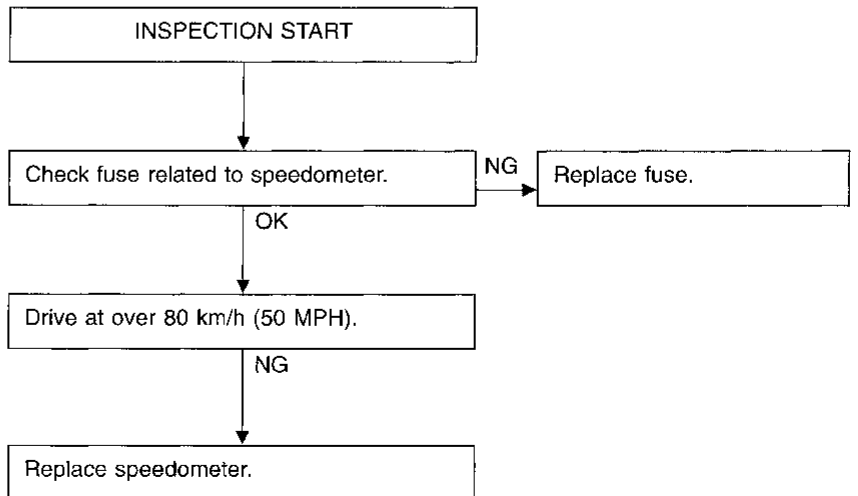 INSPECTION START
Check fuse related to speedometer.
NG
Replace fuse.
OK
Drive at over 80 km/h (50 MPH).
NG
Replace speedometer.